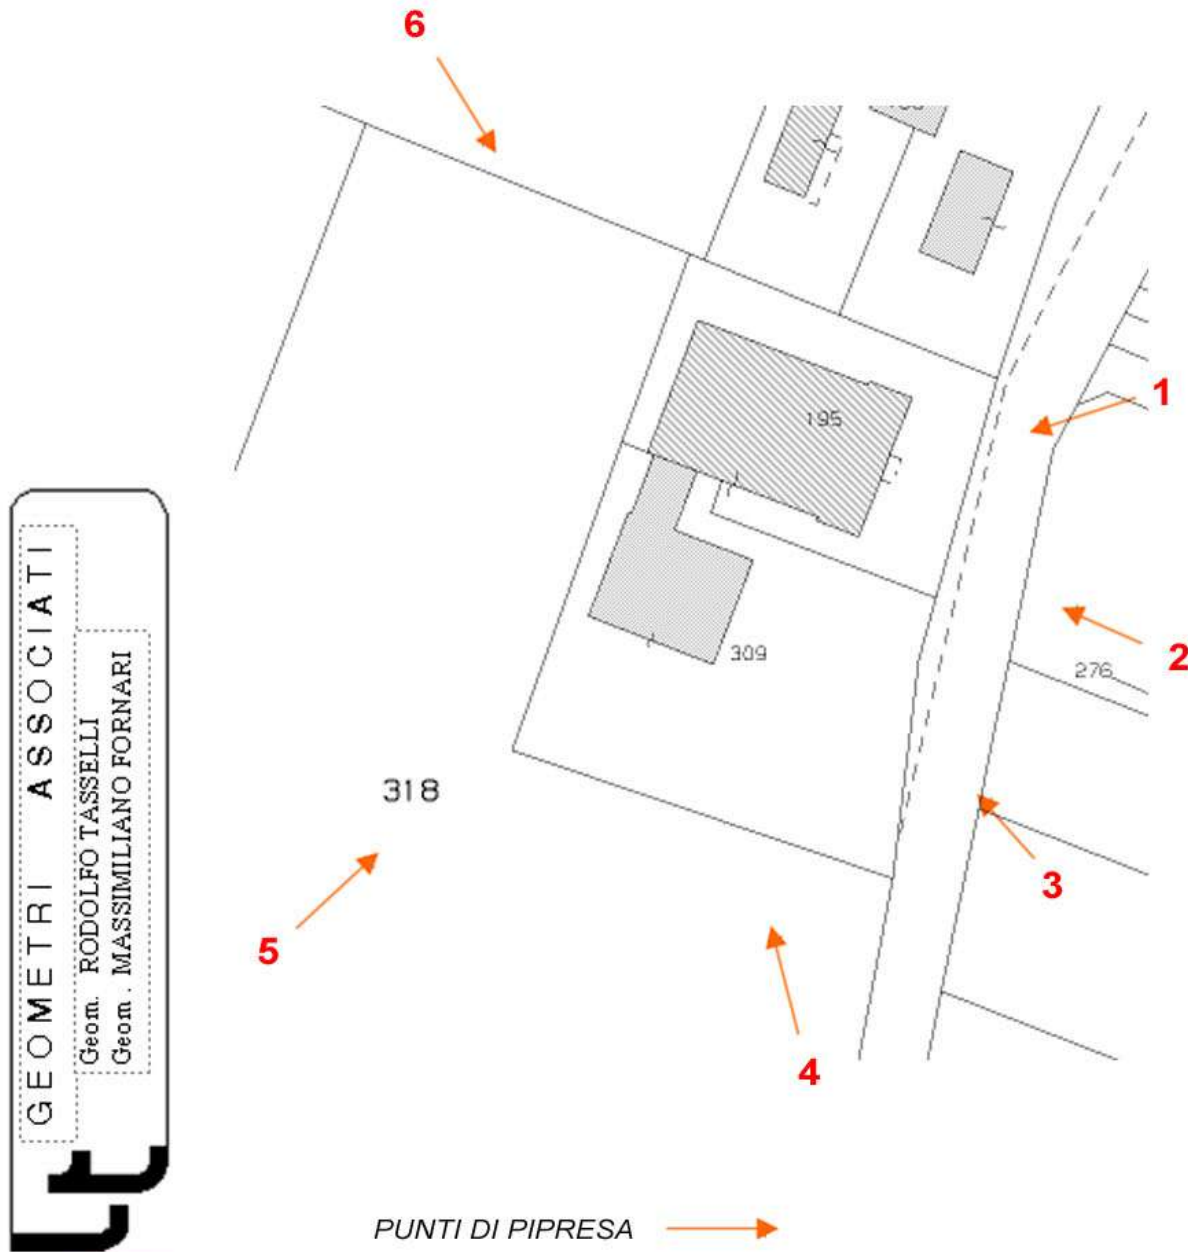 6
1
195
2
309
276
318
3
5
4
GEOMETRI ASSOCIATI
Geom. RODOLFO TASSELLI
Geom. MASSIMILIANO FORNARI
PUNTI DI PIPRESA